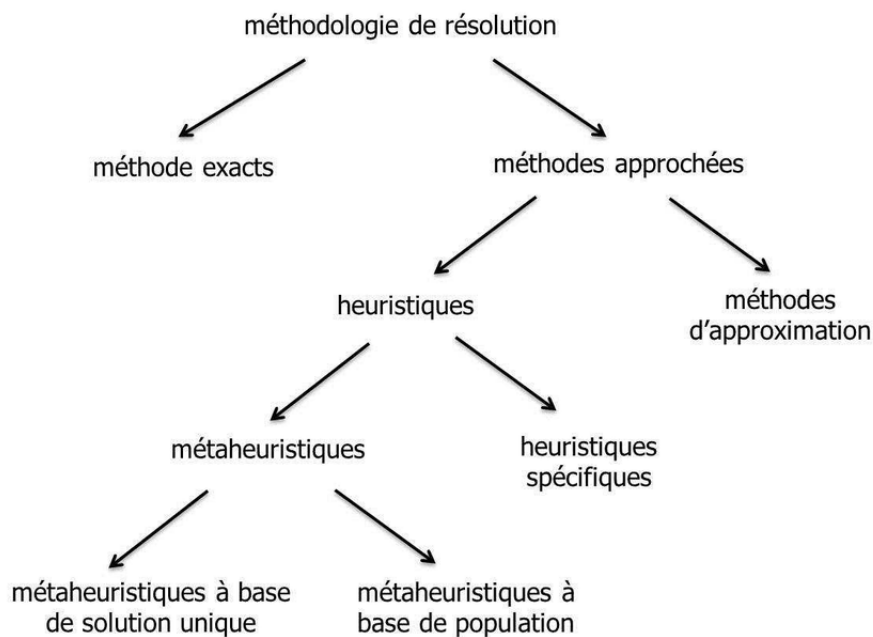 méthodologie de résolution
méthode exacts
méthodes approchées
heuristiques
méthodes
d'approximation
métaheuristiques
heuristiques
spécifiques
métaheuristiques à base
de solution unique
métaheuristiques à
base de population